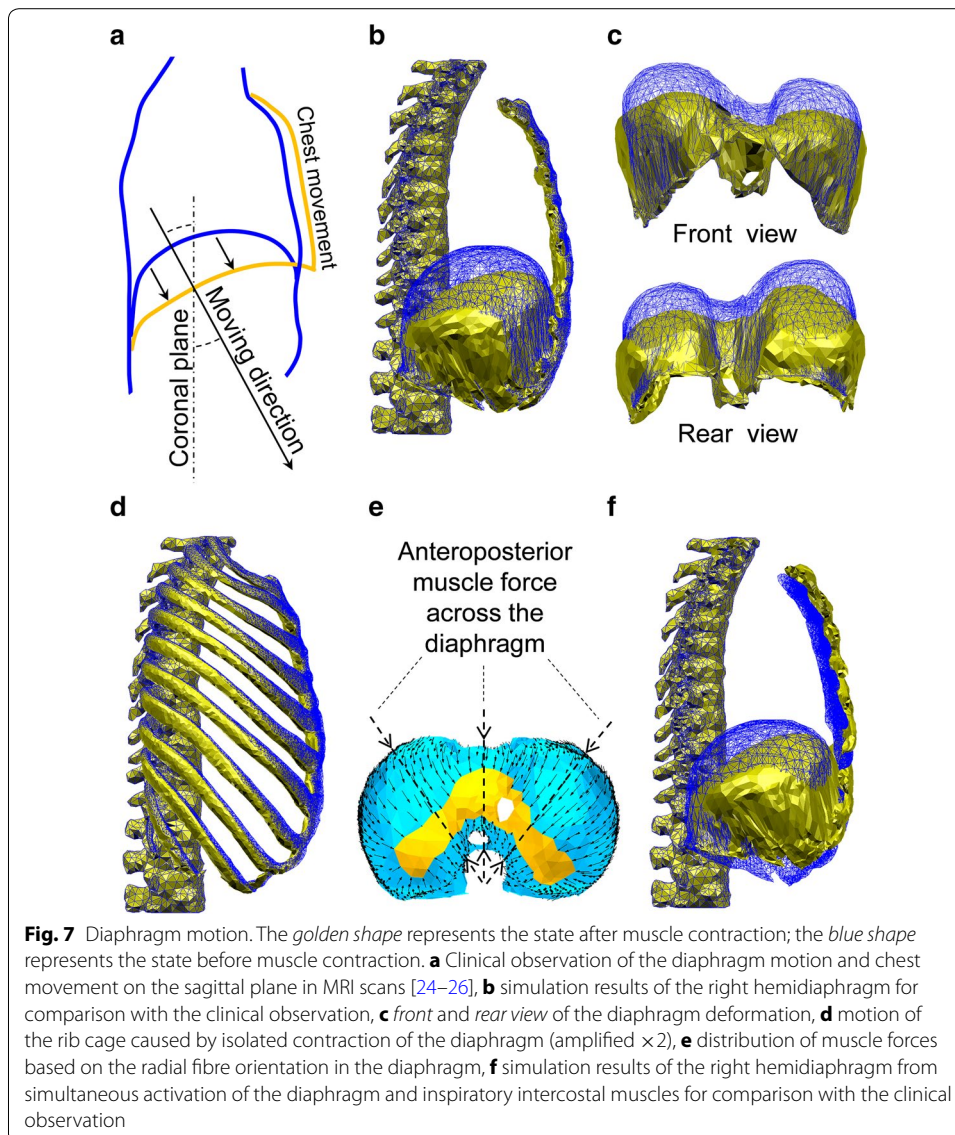 a
b
c
Chest movement
Coronal plane
Moving direction
Front view
Rear view
d
e
f
Anteroposterior
muscle force
across the
diaphragm
Fig. 7 Diaphragm motion. The golden shape represents the state after muscle contraction; the blue shape
represents the state before muscle contraction. a Clinical observation of the diaphragm motion and chest
movement on the sagittal plane in MRI scans [24–26], b simulation results of the right hemidiaphragm for
comparison with the clinical observation, c front and rear view of the diaphragm deformation, d motion of
the rib cage caused by isolated contraction of the diaphragm (amplified ×2), e distribution of muscle forces
based on the radial fibre orientation in the diaphragm, f simulation results of the right hemidiaphragm from
simultaneous activation of the diaphragm and inspiratory intercostal muscles for comparison with the clinical
observation